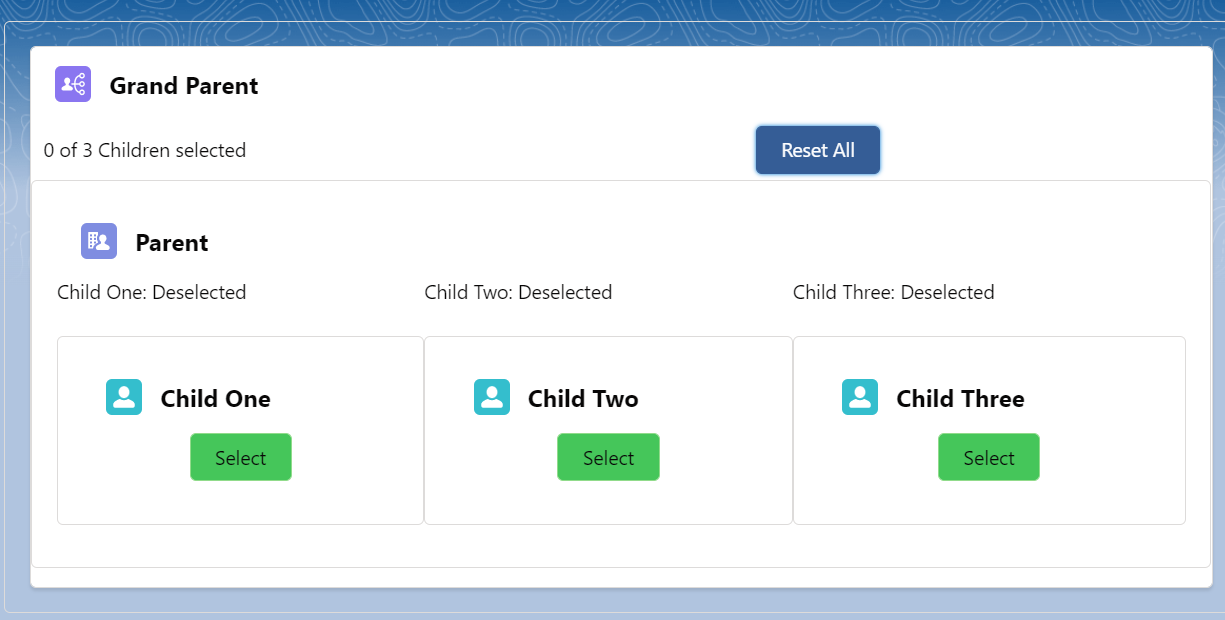 Grand Parent
0 of 3 Children selected
Reset All
Parent
Child One: Deselected
Child Two: Deselected
Child Three: Deselected
Child One
Child Two
Child Three
Select
Select
Select